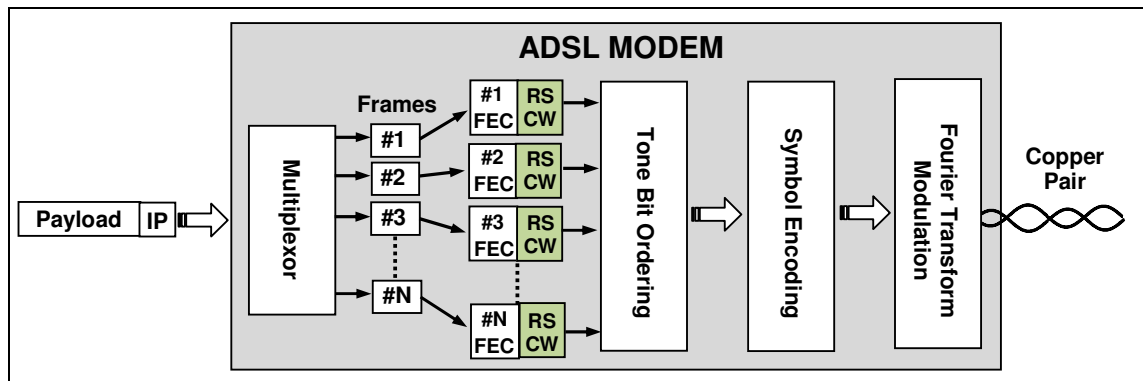 ADSL MODEM
Payload IP
Multiplexor
Frames
#1
#2
#3
#N
#1 FEC
RS CW
#2 FEC
RS CW
#3 FEC
RS CW
#N FEC
RS CW
Tone Bit Ordering
Symbol Encoding
Fourier Transform
Modulation
Copper
Pair